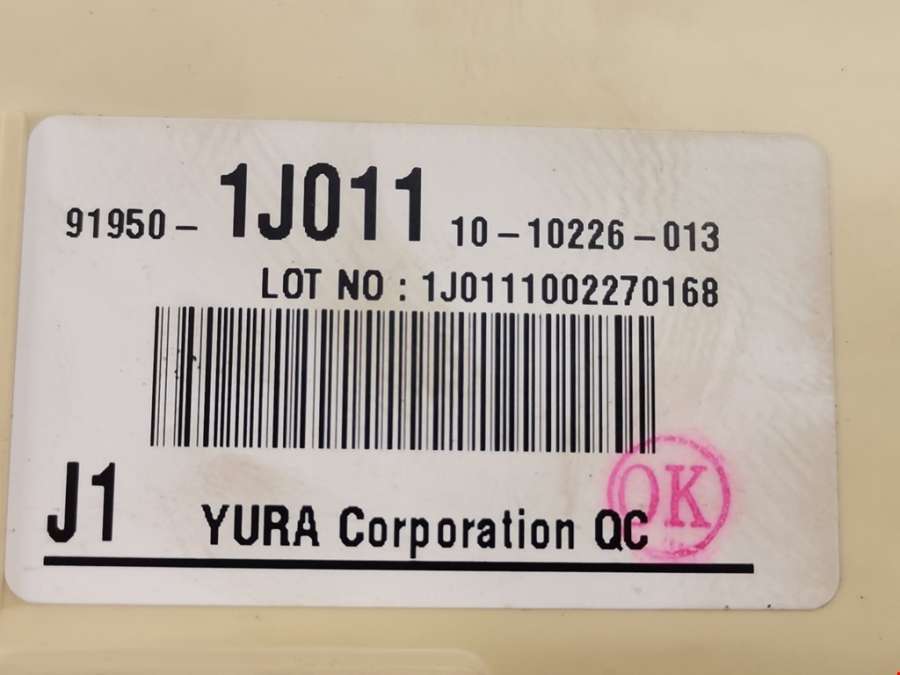 91950-1J011 10-10226-013
LOT NO : 1J0111002270168
OK
J1 YURA Corporation QC